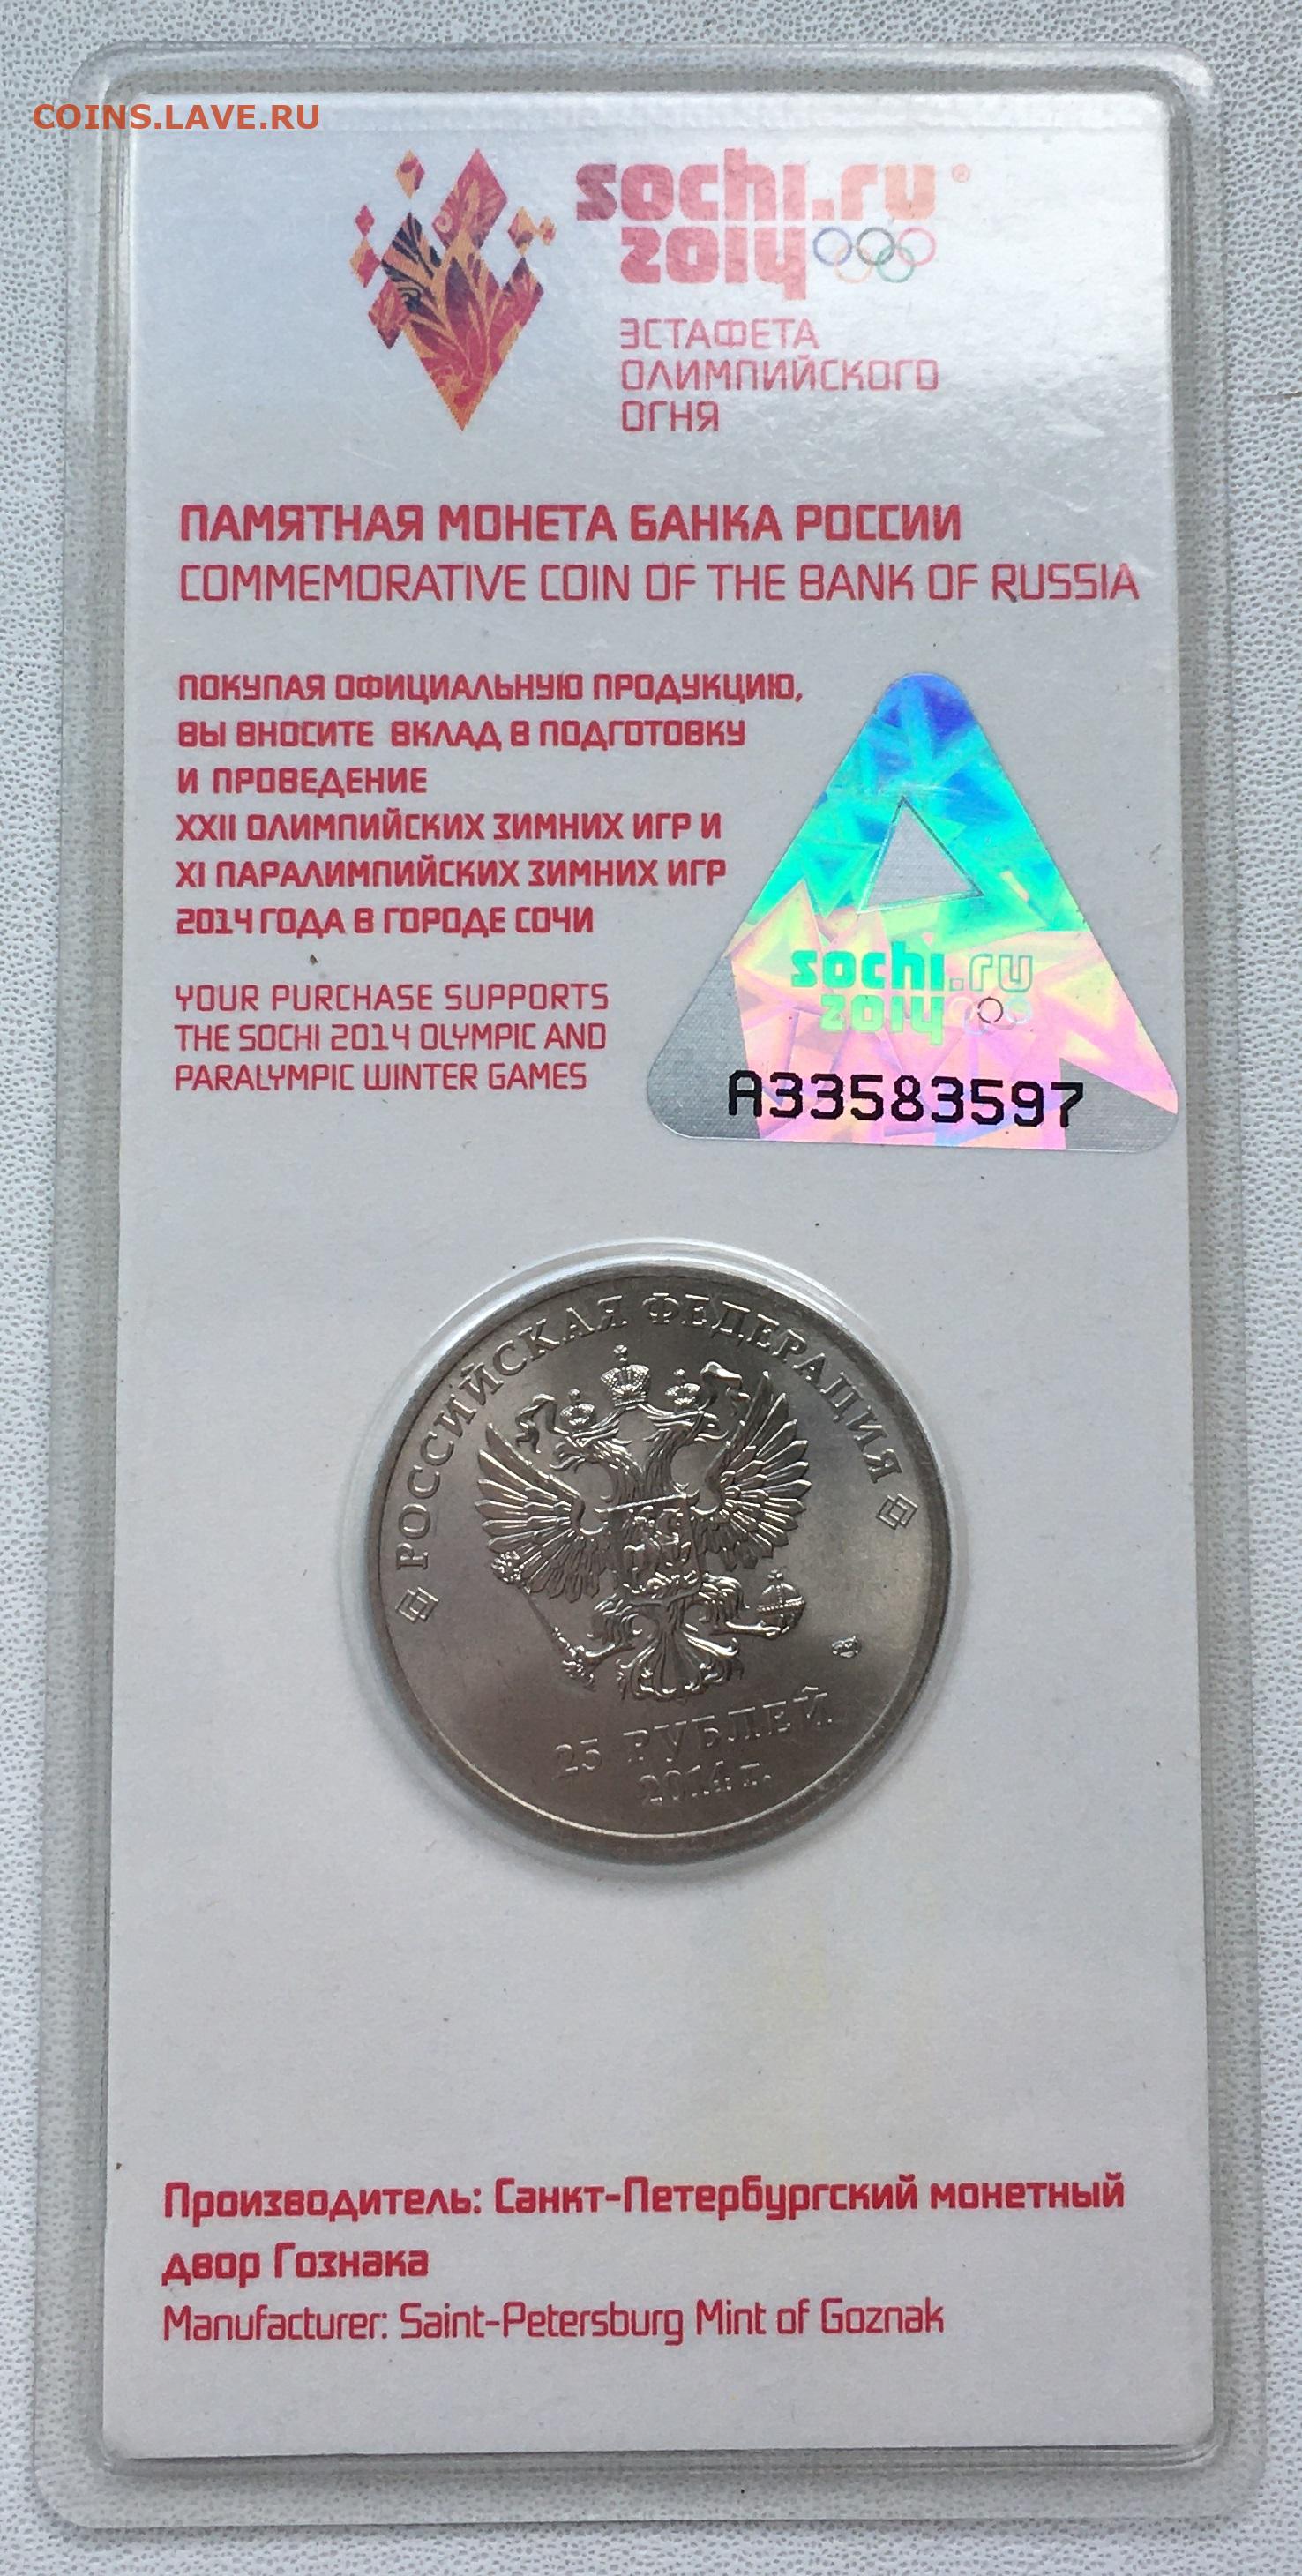 COINS.LAVE.RU
sochi.ru®
2014
ЭСТАФЕТА
ОЛИМПИЙСКОГО
ОГНЯ
ПАМЯТНАЯ МОНЕТА БАНКА РОССИИ
COMMEMORATIVE COIN OF THE BANK OF RUSSIA
ПОКУПАЯ ОФИЦИАЛЬНУЮ ПРОДУКЦИЮ,
ВЫ ВНОСИТЕ ВКЛАД В ПОДГОТОВКУ
И ПРОВЕДЕНИЕ
XXII ОЛИМПИЙСКИХ ЗИМНИХ ИГР И
XI ПАРАЛИМПИЙСКИХ ЗИМНИХ ИГР
2014 ГОДА В ГОРОДЕ СОЧИ
YOUR PURCHASE SUPPORTS
THE SOCHI 2014 OLYMPIC AND
PARALYMPIC WINTER GAMES
sochi.ru
2014
A33583597
РОССИЙСКАЯ ФЕДЕРАЦИЯ
25 РУБЛЕЙ
2014 г.
Производитель: Санкт-Петербургский монетный
двор Гознака
Manufacturer: Saint-Petersburg Mint of Goznak